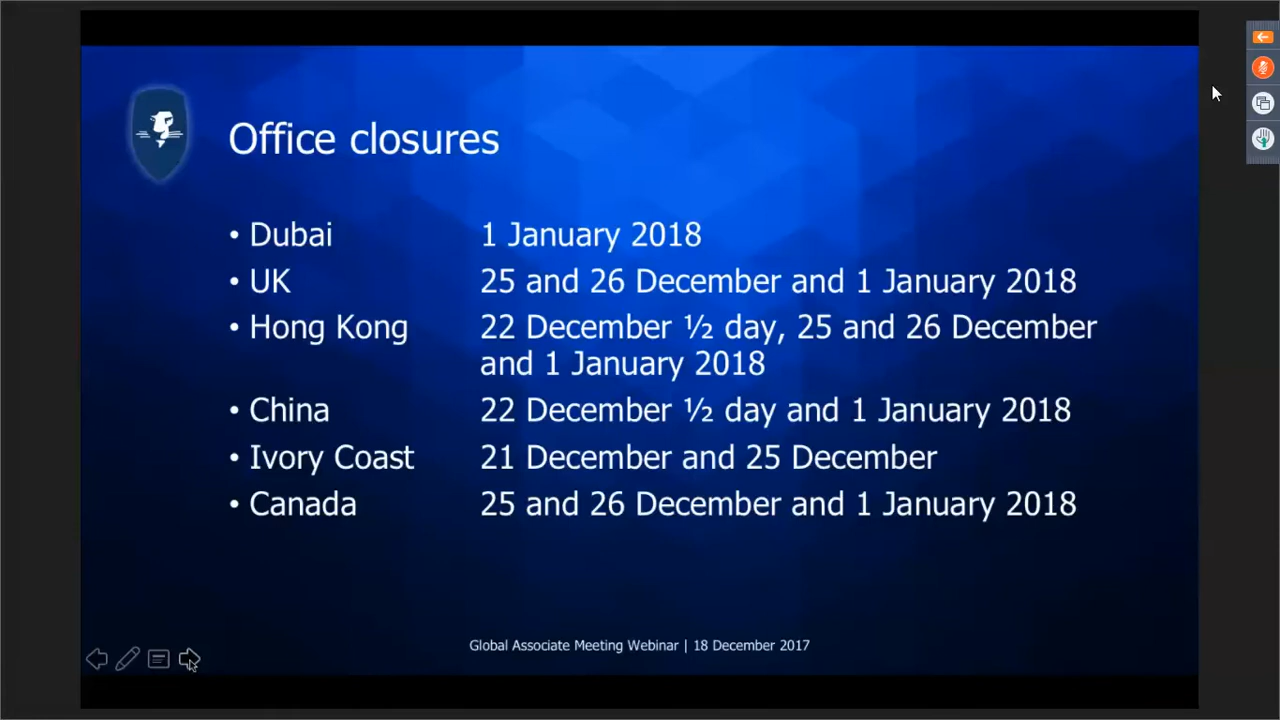 Office closures
• Dubai 1 January 2018
• UK 25 and 26 December and 1 January 2018
• Hong Kong 22 December ½ day, 25 and 26 December
and 1 January 2018
• China 22 December ½ day and 1 January 2018
• Ivory Coast 21 December and 25 December
• Canada 25 and 26 December and 1 January 2018
Global Associate Meeting Webinar | 18 December 2017